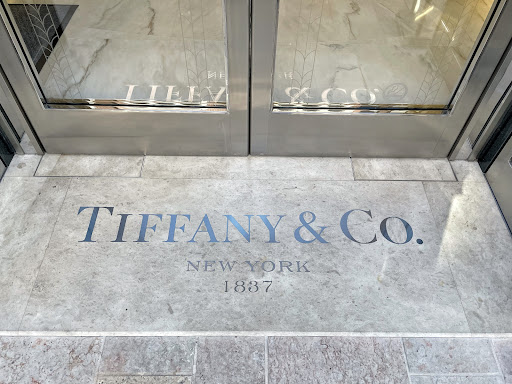 TIFFANY & CO.
NEW YORK
1837